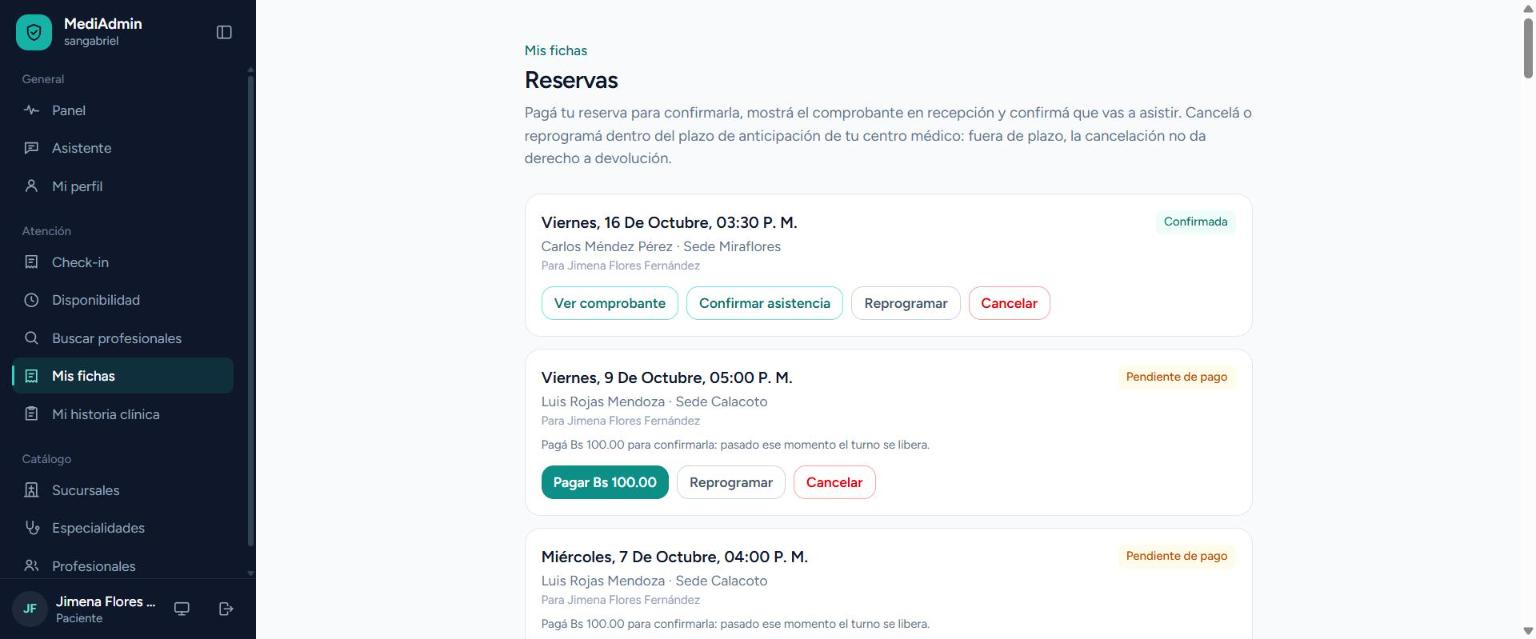 MediAdmin
sangabriel
General
Panel
Asistente
Mi perfil
Atención
Check-in
Disponibilidad
Buscar profesionales
Mis fichas
Mi historia clínica
Catálogo
Sucursales
Especialidades
Profesionales
JF
Jimena Flores ...
Paciente
Mis fichas
Reservas
Pagá tu reserva para confirmarla, mostrá el comprobante en recepción y confirmá que vas a asistir. Cancelá o
reprogramá dentro del plazo de anticipación de tu centro médico: fuera de plazo, la cancelación no da
derecho a devolución.
Viernes, 16 De Octubre, 03:30 P. M.
Confirmada
Carlos Méndez Pérez · Sede Miraflores
Para Jimena Flores Fernández
Ver comprobante
Confirmar asistencia
Reprogramar
Cancelar
Viernes, 9 De Octubre, 05:00 P. M.
Pendiente de pago
Luis Rojas Mendoza · Sede Calacoto
Para Jimena Flores Fernández
Pagá Bs 100.00 para confirmarla: pasado ese momento el turno se libera.
Pagar Bs 100.00
Reprogramar
Cancelar
Miércoles, 7 De Octubre, 04:00 P. M.
Pendiente de pago
Luis Rojas Mendoza · Sede Calacoto
Para Jimena Flores Fernández
Pagá Bs 100.00 para confirmarla: pasado ese momento el turno se libera.